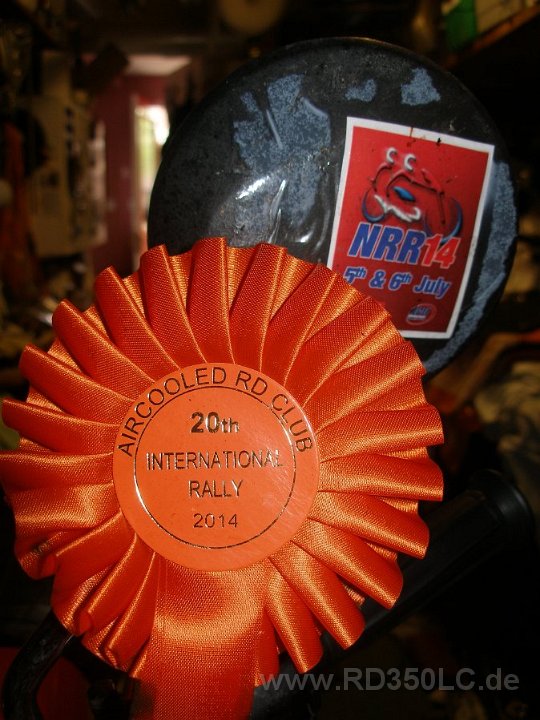 NRR14
5th & 6th July
AIRCOOLED RD CLUB
20th
INTERNATIONAL
RALLY
2014
www.RD350LC.de